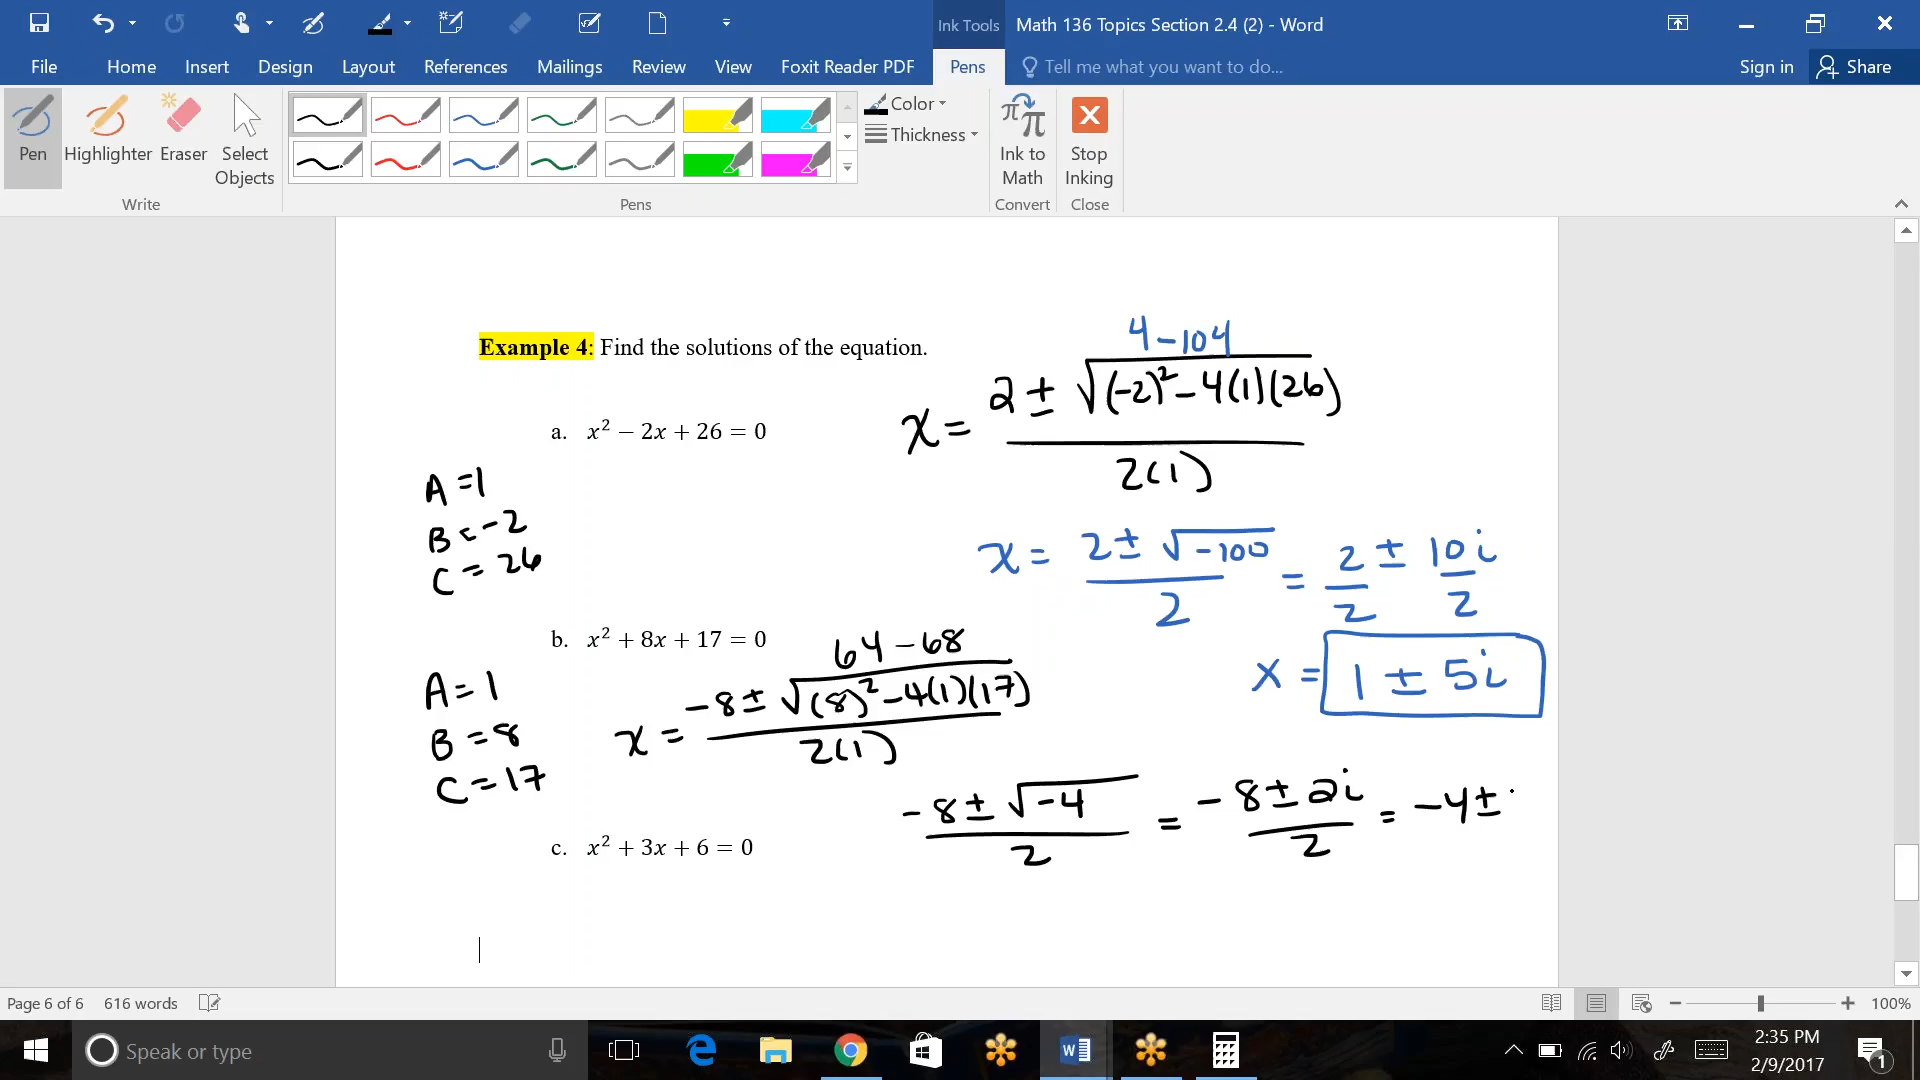 Ink Tools
Math 136 Topics Section 2.4 (2) - Word
File Home Insert Design Layout References Mailings Review View Foxit Reader PDF Pens Tell me what you want to do... Sign in Share
Pen Highlighter Eraser Select Objects
Color
Thickness
Ink to Math
Stop Inking
Write Pens Convert Close
Example 4: Find the solutions of the equation.
a. x² − 2x + 26 = 0
A = 1
B = -2
C = 26
4 - 104
x = 2 ± √(-2)² - 4(1)(26)
2(1)
x = 2 ± √-100 / 2 = 2/2 ± 10i/2
x = 1 ± 5i
b. x² + 8x + 17 = 0
A = 1
B = 8
C = 17
64 - 68
x = -8 ± √(8)² - 4(1)(17)
2(1)
-8 ± √-4 / 2 = -8 ± 2i / 2 = -4 ±
c. x² + 3x + 6 = 0
Page 6 of 6 616 words 100%
Speak or type
2:35 PM
2/9/2017
1